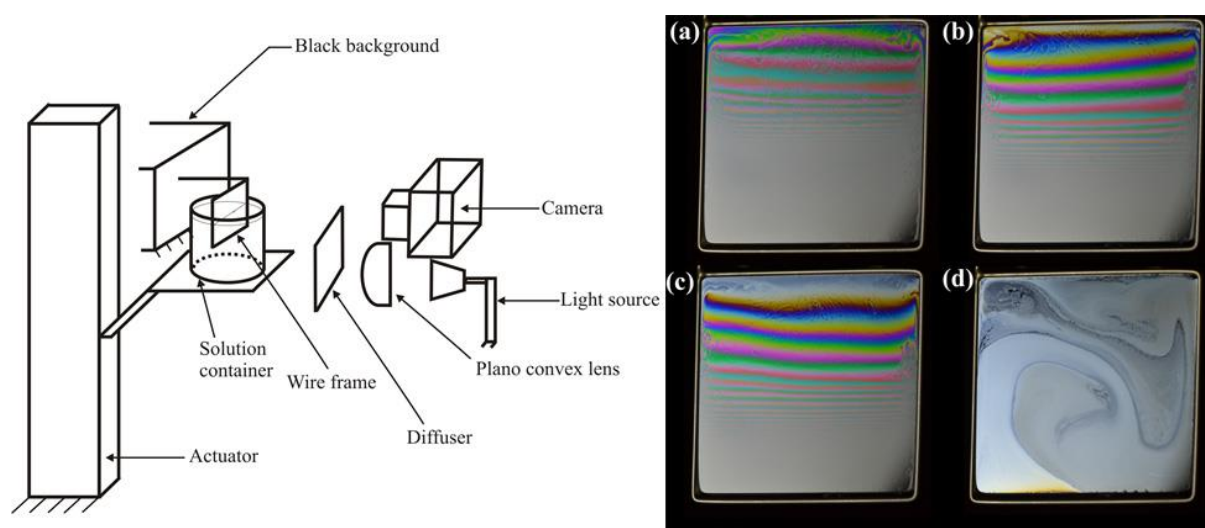 Black background
Camera
Light source
Plano convex lens
Diffuser
Wire frame
Solution
container
Actuator
(a)
(b)
(c)
(d)